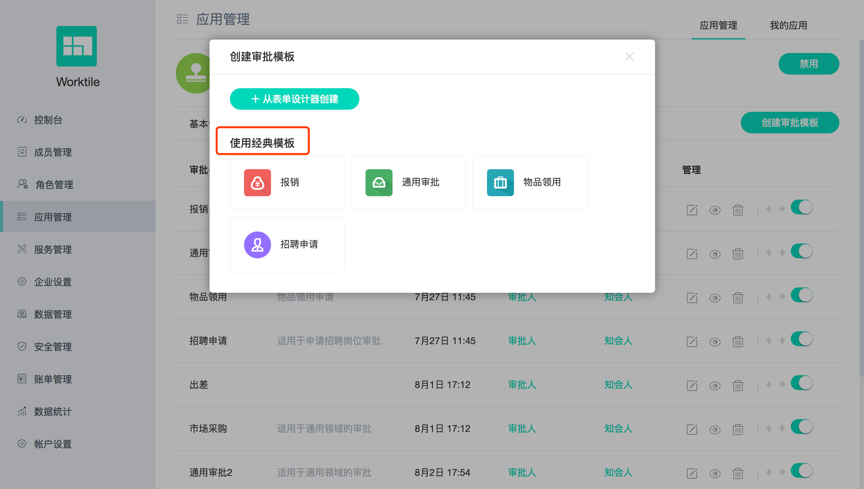 Worktile
控制台
成员管理
角色管理
应用管理
服务管理
企业设置
数据管理
安全管理
账单管理
数据统计
帐户设置
应用管理
应用管理
我的应用
禁用
基本
创建审批模板
审批
管理
报销
通用
物品领用
物品领用申请
7月27日 11:45
审批人
知会人
招聘申请
适用于申请招聘岗位审批
7月27日 11:45
审批人
知会人
出差
8月1日 17:12
审批人
知会人
市场采购
适用于通用领域的审批
8月1日 17:12
审批人
知会人
通用审批2
适用于通用领域的审批
8月2日 17:54
审批人
知会人
创建审批模板
+ 从表单设计器创建
使用经典模板
报销
通用审批
物品领用
招聘申请